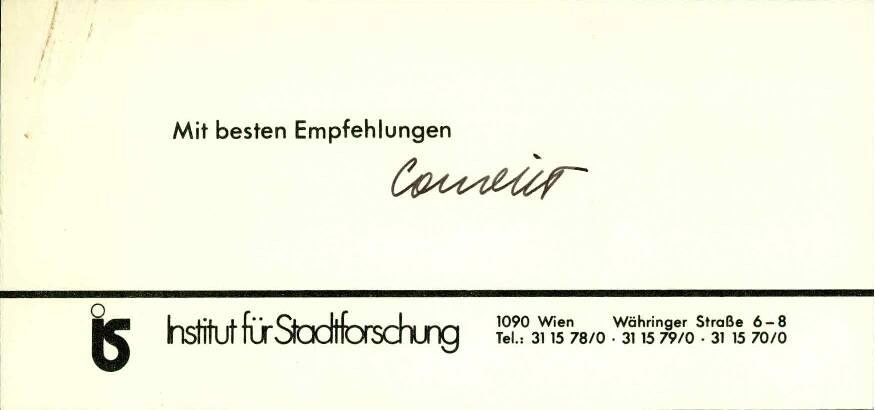 Mit besten Empfehlungen
is Institut für Stadtforschung
1090 Wien Währinger Straße 6–8
Tel.: 31 15 78/0 · 31 15 79/0 · 31 15 70/0